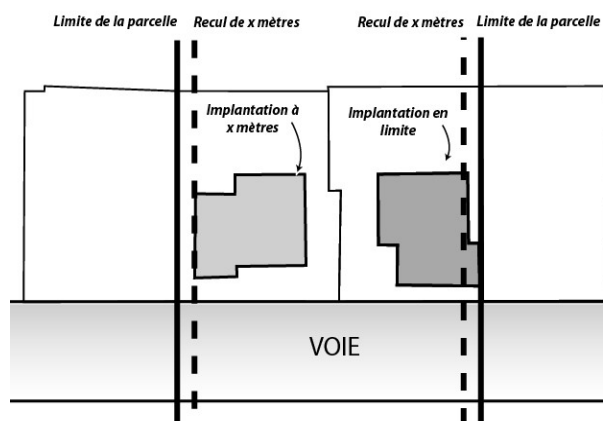 Limite de la parcelle Recul de x mètres Recul de x mètres Limite de la parcelle
Implantation à
x mètres
Implantation en
limite
VOIE